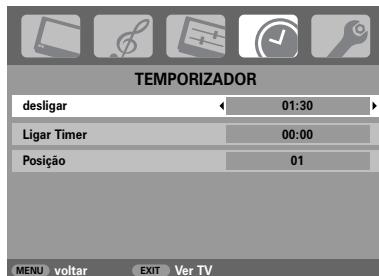 TEMPORIZADOR
desligar 01:30
Ligar Timer 00:00
Posição 01
MENU voltar EXIT Ver TV